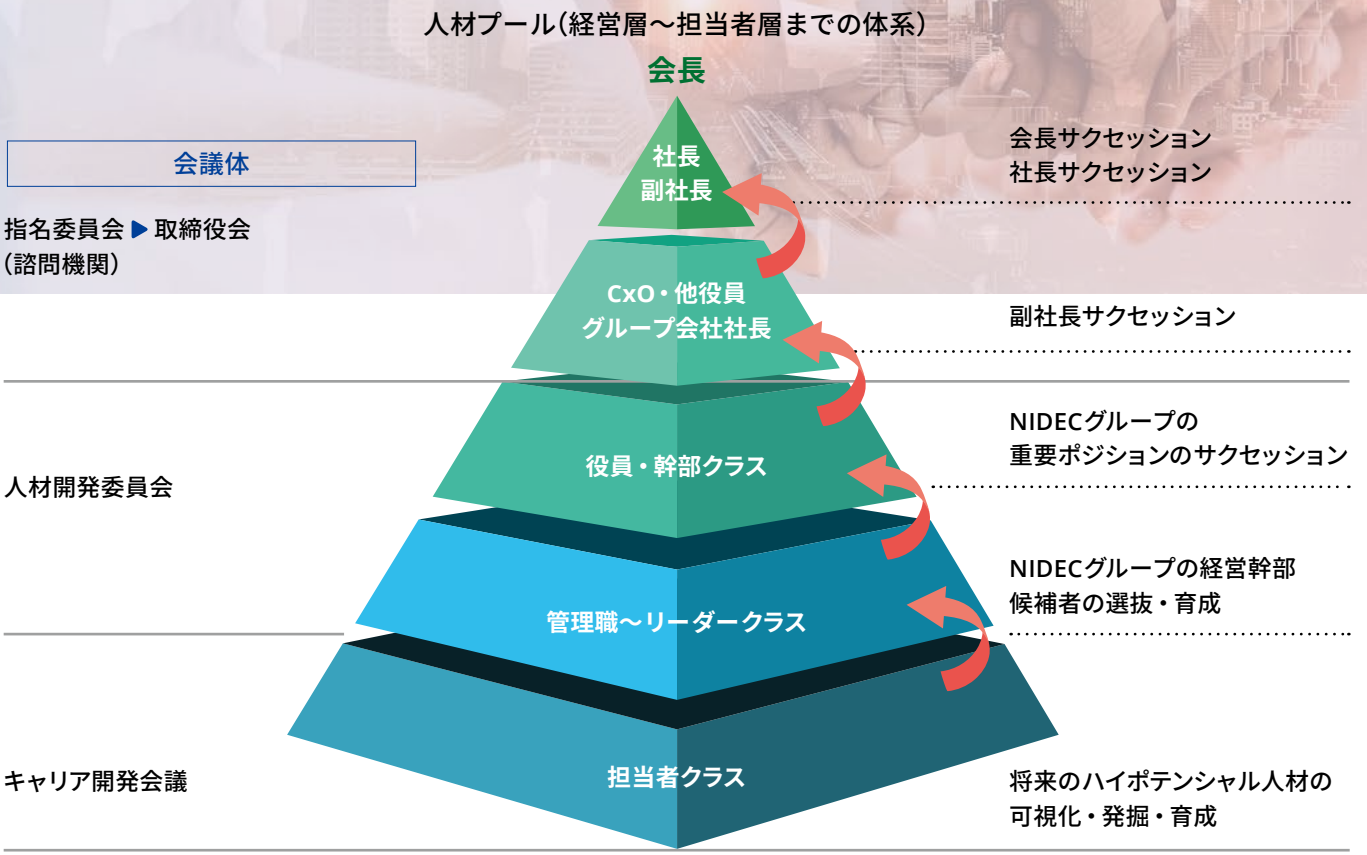 人材プール(経営層～担当者層までの体系)
会長
会議体
指名委員会 ▶ 取締役会
(諮問機関)
社長
副社長
会長サクセッション
社長サクセッション
CxO・他役員
グループ会社社長
副社長サクセッション
人材開発委員会
役員・幹部クラス
NIDECグループの
重要ポジションのサクセッション
管理職～リーダークラス
NIDECグループの経営幹部
候補者の選抜・育成
キャリア開発会議
担当者クラス
将来のハイポテンシャル人材の
可視化・発掘・育成